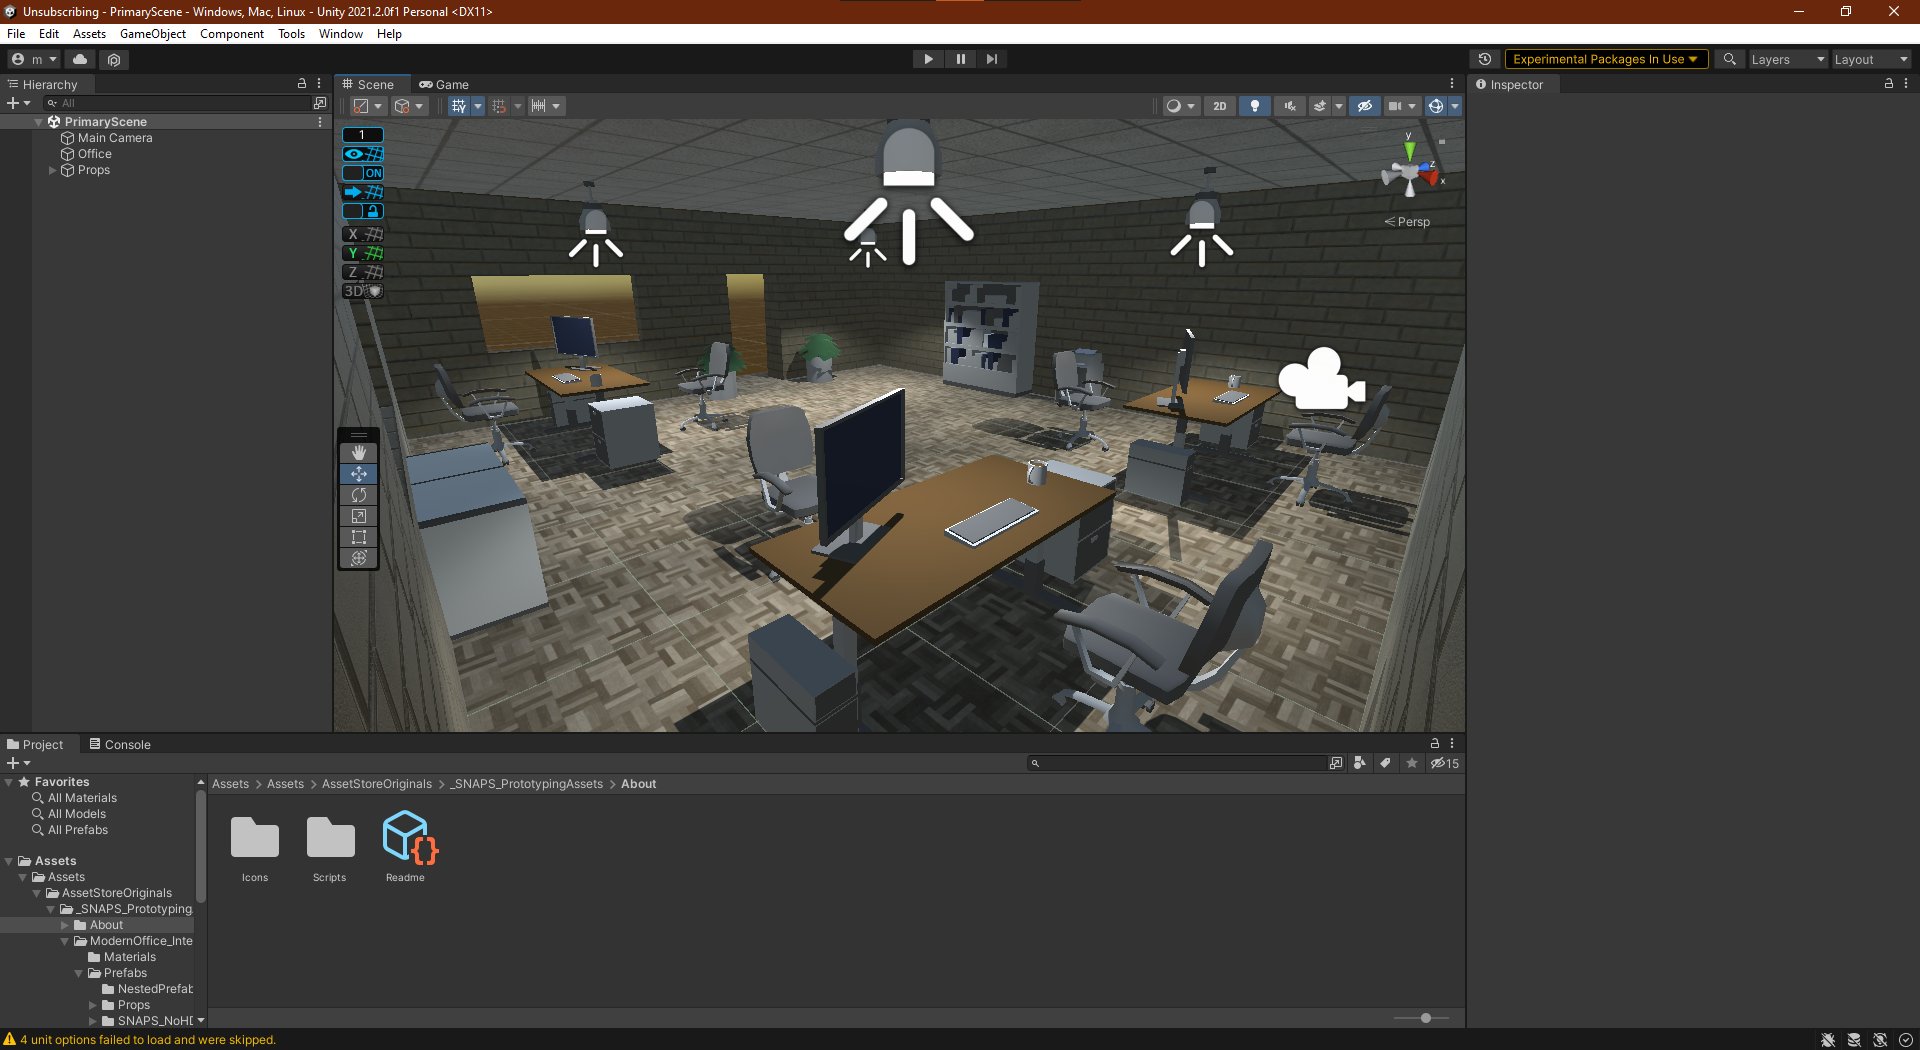 Unsubscribing - PrimaryScene - Windows, Mac, Linux - Unity 2021.2.0f1 Personal <DX11>
File Edit Assets GameObject Component Tools Window Help
m
Experimental Packages In Use
Layers
Layout
Hierarchy
All
PrimaryScene
Main Camera
Office
Props
Scene
Game
2D
1
ON
X
Y
Z
3D
y
z
x
Persp
Inspector
Project
Console
15
Favorites
All Materials
All Models
All Prefabs
Assets
Assets
AssetStoreOriginals
_SNAPS_Prototyping
About
ModernOffice_Inte
Materials
Prefabs
NestedPrefab
Props
SNAPS_NoHD
Assets > Assets > AssetStoreOriginals > _SNAPS_PrototypingAssets > About
Icons
Scripts
Readme
4 unit options failed to load and were skipped.